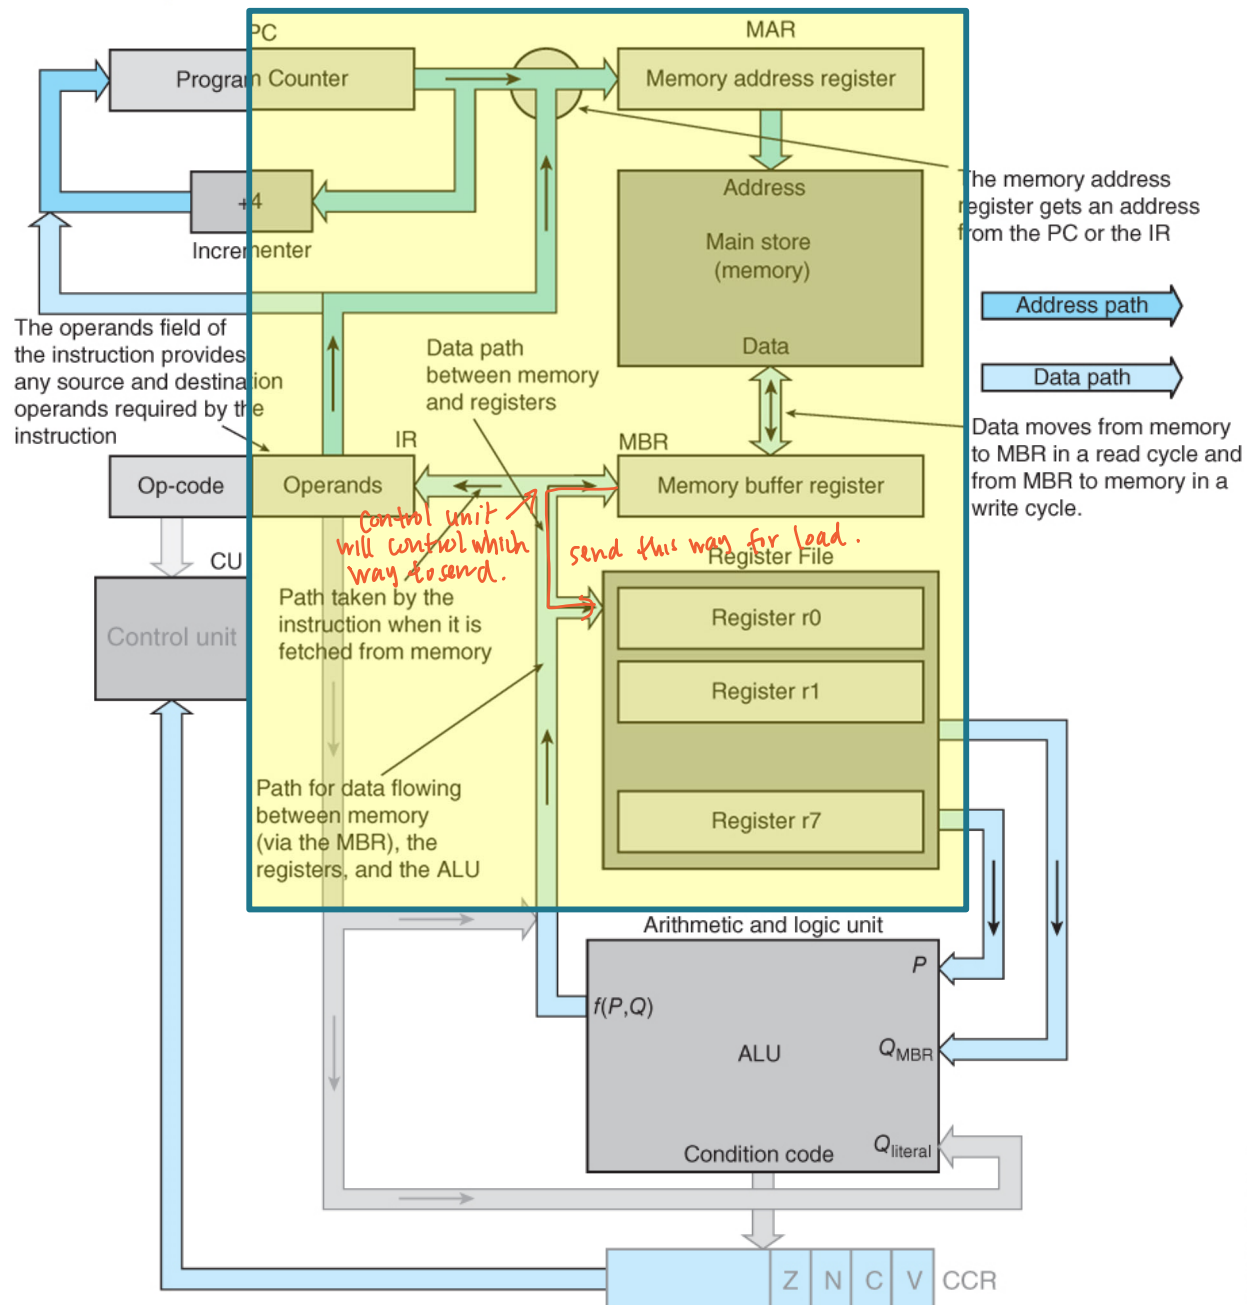 PC
MAR
Program Counter
Memory address register
+4
Incrementer
Address
Main store
(memory)
Data
The memory address
register gets an address
from the PC or the IR
Address path
Data path
The operands field of
the instruction provides
any source and destination
operands required by the
instruction
Data path
between memory
and registers
IR
MBR
Data moves from memory
to MBR in a read cycle and
from MBR to memory in a
write cycle.
Op-code
Operands
Memory buffer register
Control unit
will control which
way to send.
send this way for load.
CU
Control unit
Path taken by the
instruction when it is
fetched from memory
Register File
Register r0
Register r1
Register r7
Path for data flowing
between memory
(via the MBR), the
registers, and the ALU
Arithmetic and logic unit
P
f(P,Q)
ALU
QMBR
Qliteral
Condition code
Z N C V CCR